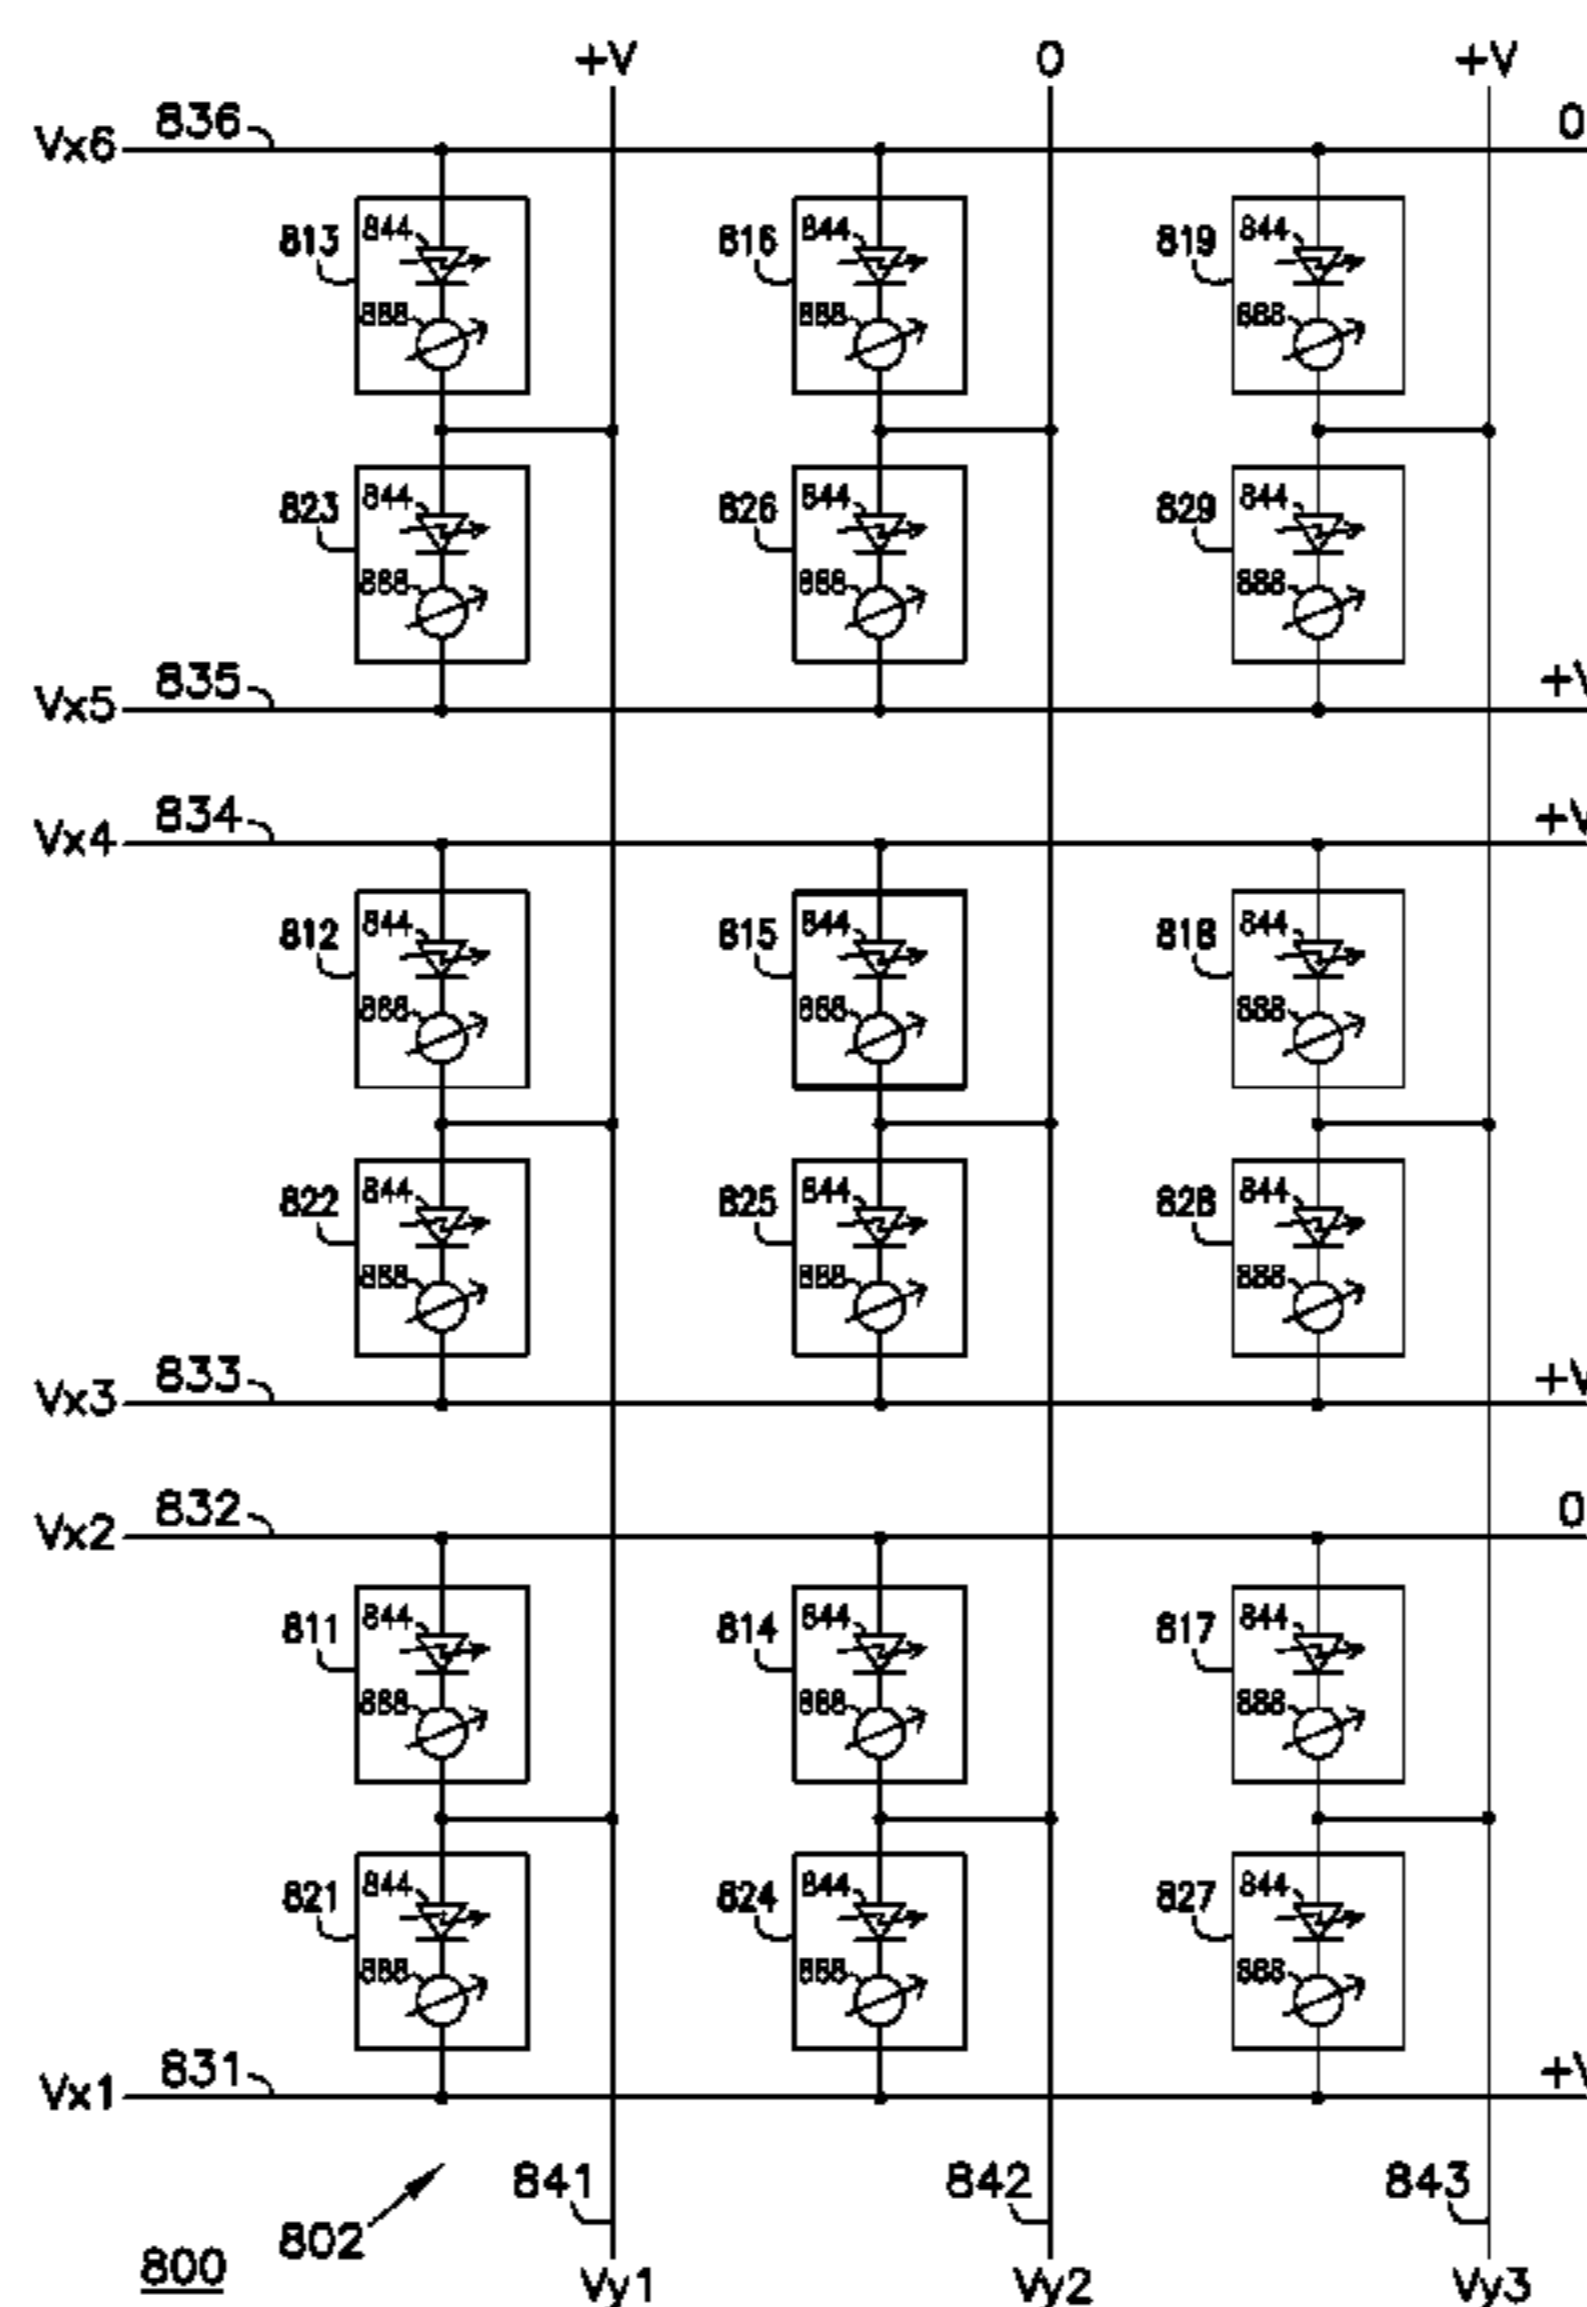 +V 0 +V
Vx6 836 0
813 844 816 844 819 844
888 888 888
823 844 826 844 829 844
888 888 888
Vx5 835 +V
Vx4 834 +V
812 844 815 844 818 844
888 888 888
822 844 825 844 828 844
888 888 888
Vx3 833 +V
Vx2 832 0
811 844 814 844 817 844
888 888 888
821 844 824 844 827 844
888 888 888
Vx1 831 +V
841 842 843
802
800
Vy1 Vy2 Vy3